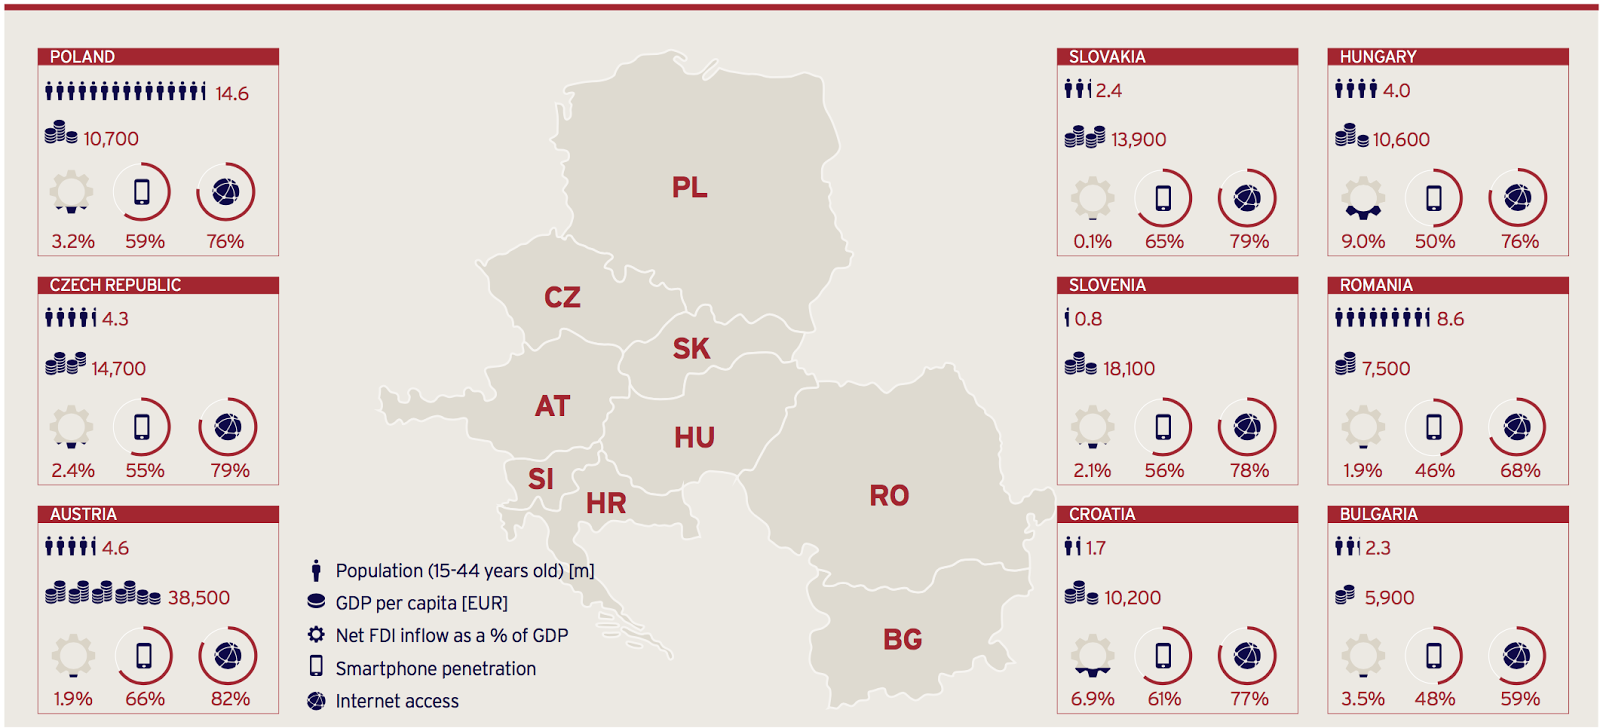 POLAND
14.6
10,700
3.2% 59% 76%
CZECH REPUBLIC
4.3
14,700
2.4% 55% 79%
AUSTRIA
4.6
38,500
1.9% 66% 82%
PL
CZ
SK
AT
HU
SI
HR
RO
BG
Population (15-44 years old) [m]
GDP per capita [EUR]
Net FDI inflow as a % of GDP
Smartphone penetration
Internet access
SLOVAKIA
2.4
13,900
0.1% 65% 79%
HUNGARY
4.0
10,600
9.0% 50% 76%
SLOVENIA
0.8
18,100
2.1% 56% 78%
ROMANIA
8.6
7,500
1.9% 46% 68%
CROATIA
1.7
10,200
6.9% 61% 77%
BULGARIA
2.3
5,900
3.5% 48% 59%